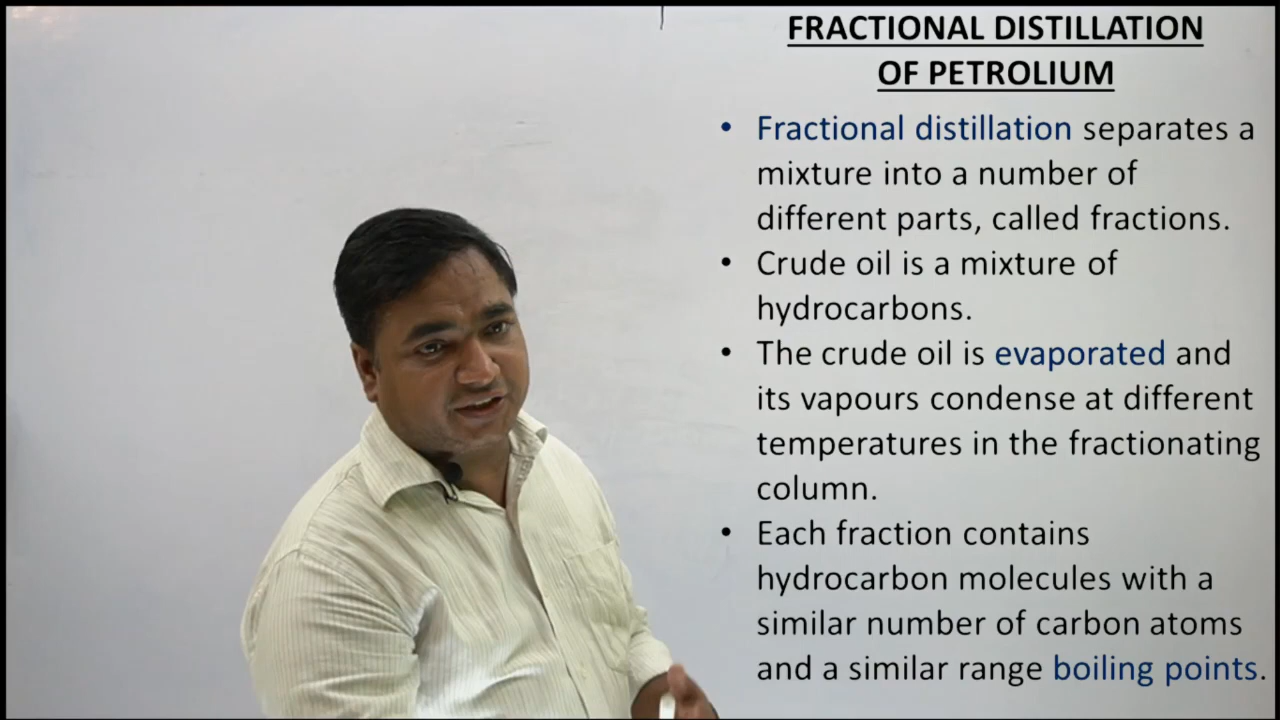 FRACTIONAL DISTILLATION
OF PETROLIUM
• Fractional distillation separates a
mixture into a number of
different parts, called fractions.
• Crude oil is a mixture of
hydrocarbons.
• The crude oil is evaporated and
its vapours condense at different
temperatures in the fractionating
column.
• Each fraction contains
hydrocarbon molecules with a
similar number of carbon atoms
and a similar range boiling points.